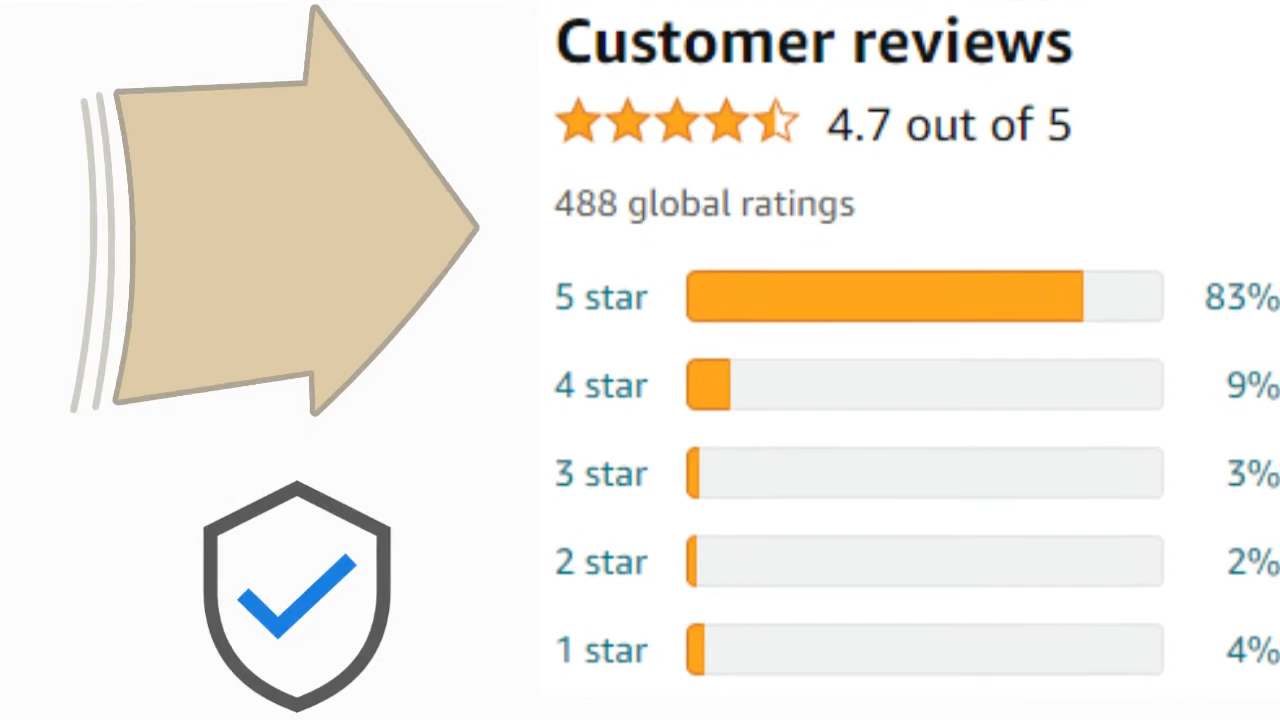 Customer reviews
4.7 out of 5
488 global ratings
5 star 83%
4 star 9%
3 star 3%
2 star 2%
1 star 4%